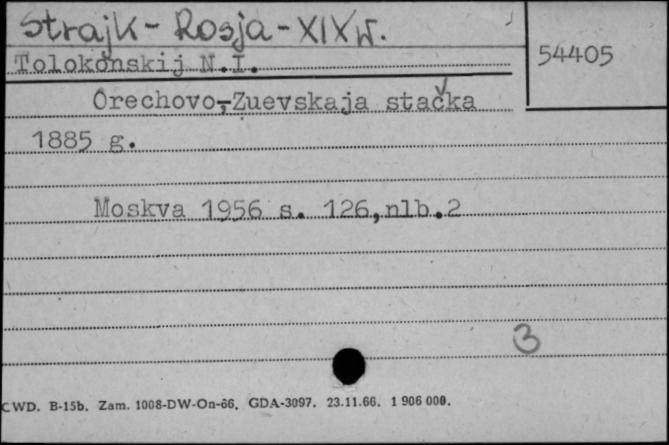 Strajk - Rosja - XIX w.
54405
Tolokonskij N.I.
Orechovo-Zuevskaja stačka
1885 g.
Moskva 1956 s. 126,nlb.2
3
CWD. B-15b. Zam. 1008-DW-On-66. GDA-3097. 23.11.66. 1 906 000.